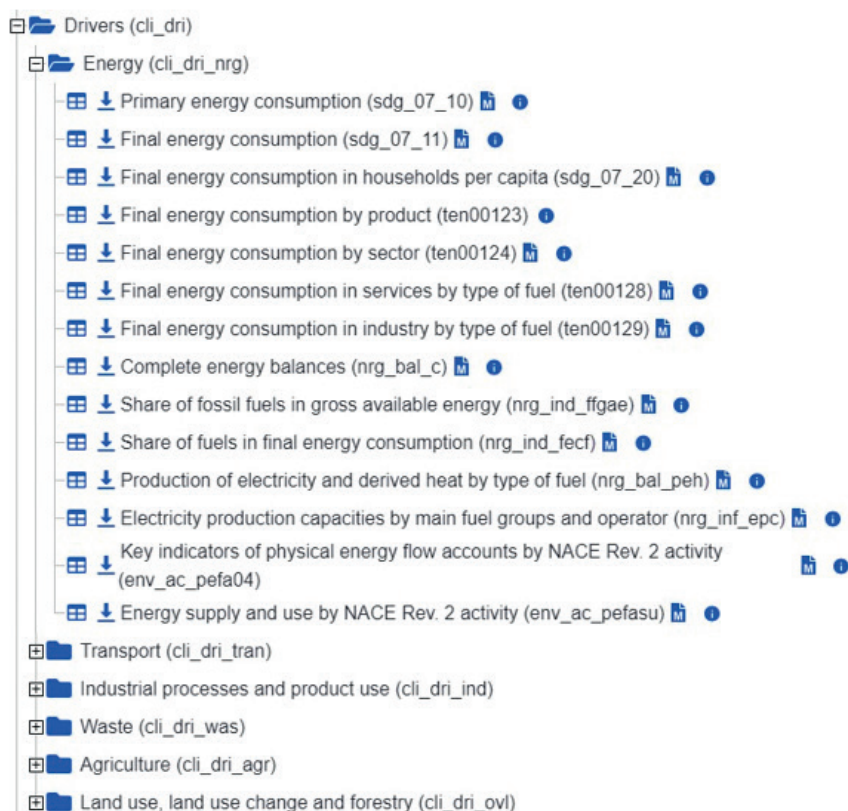 Drivers (cli_dri)
Energy (cli_dri_nrg)
Primary energy consumption (sdg_07_10)
Final energy consumption (sdg_07_11)
Final energy consumption in households per capita (sdg_07_20)
Final energy consumption by product (ten00123)
Final energy consumption by sector (ten00124)
Final energy consumption in services by type of fuel (ten00128)
Final energy consumption in industry by type of fuel (ten00129)
Complete energy balances (nrg_bal_c)
Share of fossil fuels in gross available energy (nrg_ind_ffgae)
Share of fuels in final energy consumption (nrg_ind_fecf)
Production of electricity and derived heat by type of fuel (nrg_bal_peh)
Electricity production capacities by main fuel groups and operator (nrg_inf_epc)
Key indicators of physical energy flow accounts by NACE Rev. 2 activity
(env_ac_pefa04)
Energy supply and use by NACE Rev. 2 activity (env_ac_pefasu)
Transport (cli_dri_tran)
Industrial processes and product use (cli_dri_ind)
Waste (cli_dri_was)
Agriculture (cli_dri_agr)
Land use, land use change and forestry (cli_dri_ovl)